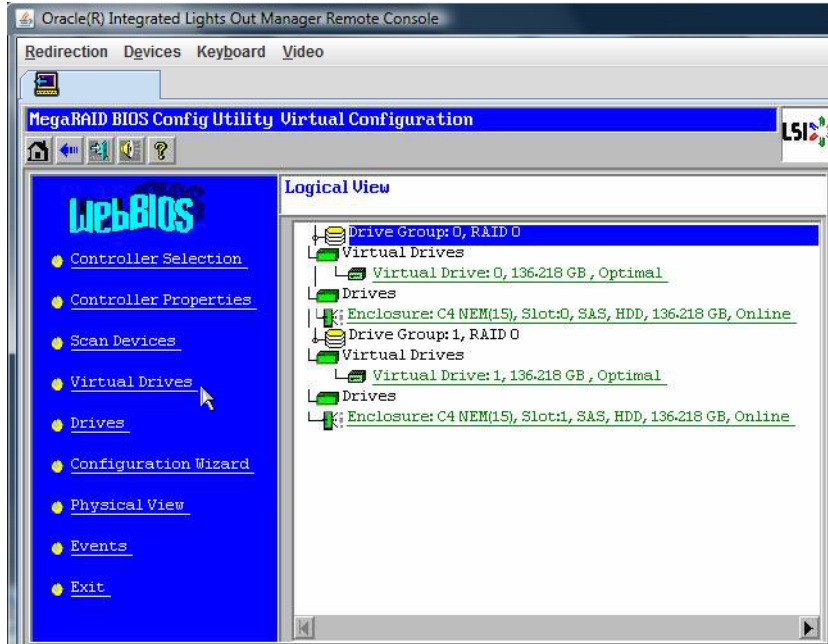 Oracle(R) Integrated Lights Out Manager Remote Console
Redirection Devices Keyboard Video
MegaRAID BIOS Config Utility Virtual Configuration
LSI
WebBIOS
Controller Selection
Controller Properties
Scan Devices
Virtual Drives
Drives
Configuration Wizard
Physical View
Events
Exit
Logical View
Drive Group: 0, RAID 0
Virtual Drives
Virtual Drive: 0, 136.218 GB, Optimal
Drives
Enclosure: C4 NEM(15), Slot:0, SAS, HDD, 136.218 GB, Online
Drive Group: 1, RAID 0
Virtual Drives
Virtual Drive: 1, 136.218 GB, Optimal
Drives
Enclosure: C4 NEM(15), Slot:1, SAS, HDD, 136.218 GB, Online